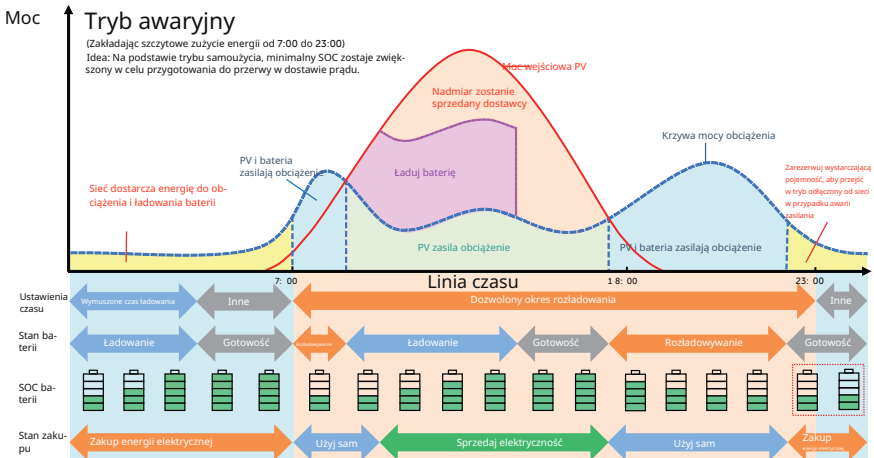 Moc
Tryb awaryjny
(Zakładając szczytowe zużycie energii od 7:00 do 23:00)
Idea: Na podstawie trybu samoużycia, minimalny SOC zostaje zwięk-
szony w celu przygotowania do przerwy w dostawie prądu.
Moc wejściowa PV
Nadmiar zostanie
sprzedany dostawcy
Krzywa mocy obciążenia
PV i bateria
zasilają obciążenie
Ładuj baterię
Zarezerwuj wystarczającą
pojemność, aby przejść
w tryb odłączony od sieci
w przypadku awarii
zasilania
Sieć dostarcza energię do ob-
ciążenia i ładowania baterii
PV zasila obciążenie
PV i bateria zasilają obciążenie
7: 00
Linia czasu
18: 00
23: 00
Ustawienia
czasu
Wymuszone czas ładowania
Inne
Dozwolony okres rozładowania
Inne
Stan ba-
terii
Ładowanie
Gotowość
Rozładowywanie
Ładowanie
Gotowość
Rozładowywanie
Gotowość
SOC ba-
terii
Stan zaku-
pu
Zakup energii elektrycznej
Użyj sam
Sprzedaj elektryczność
Użyj sam
Zakup
energii elektrycznej